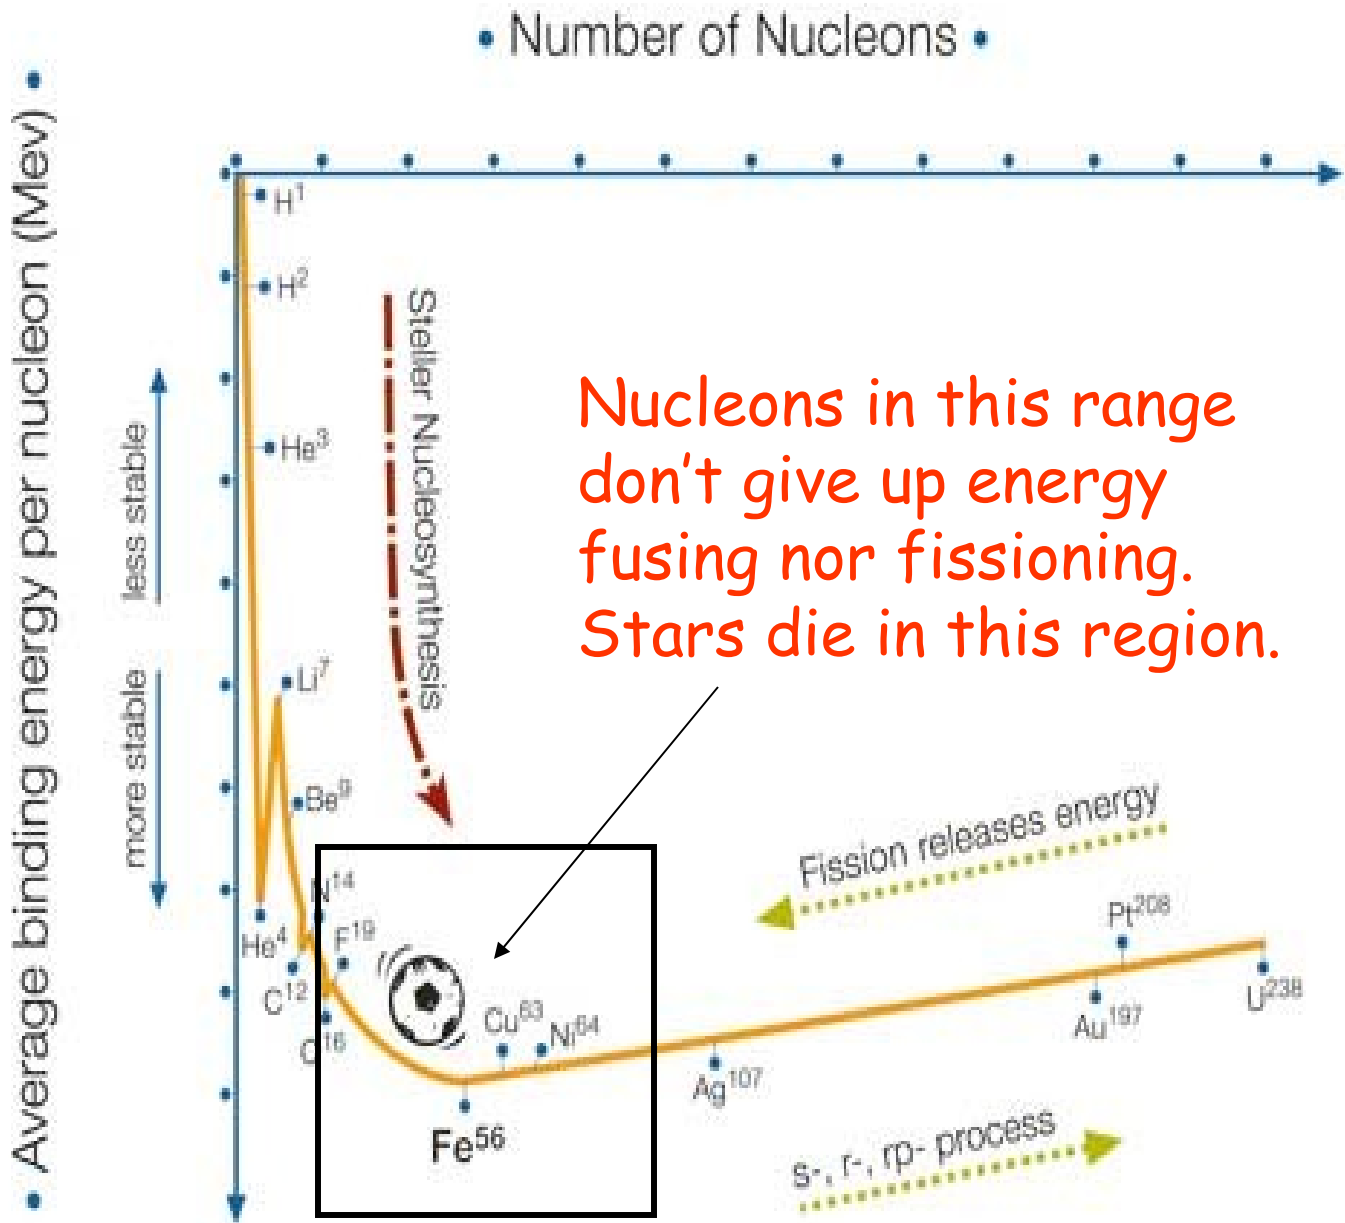 • Number of Nucleons •
• Average binding energy per nucleon (Mev) •
less stable
more stable
H¹
H²
He³
Li⁷
Be⁹
He⁴
N¹⁴
F¹⁹
C¹²
O¹⁶
Steller Nucleosynthesis
Nucleons in this range
don't give up energy
fusing nor fissioning.
Stars die in this region.
Cu⁶³
Ni⁶⁴
Fe⁵⁶
Fission releases energy
Pt²⁰⁸
Au¹⁹⁷
U²³⁸
Ag¹⁰⁷
s-, r-, rp- process